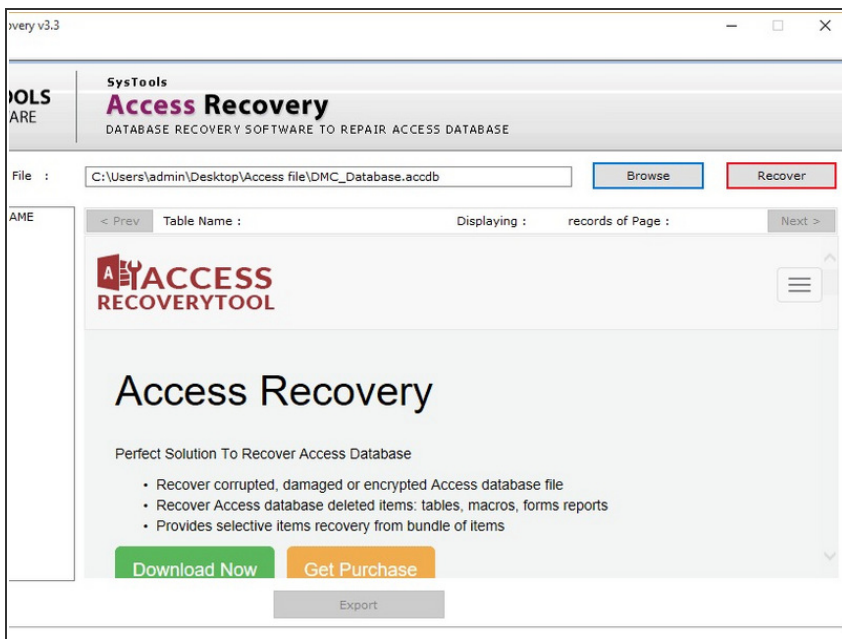 overy v3.3
OOLS
ARE
SysTools
Access Recovery
DATABASE RECOVERY SOFTWARE TO REPAIR ACCESS DATABASE
File :
C:\Users\admin\Desktop\Access file\DMC_Database.accdb
Browse
Recover
AME
< Prev
Table Name :
Displaying :
records of Page :
Next >
A
ACCESS
RECOVERYTOOL
Access Recovery
Perfect Solution To Recover Access Database
• Recover corrupted, damaged or encrypted Access database file
• Recover Access database deleted items: tables, macros, forms reports
• Provides selective items recovery from bundle of items
Download Now
Get Purchase
Export